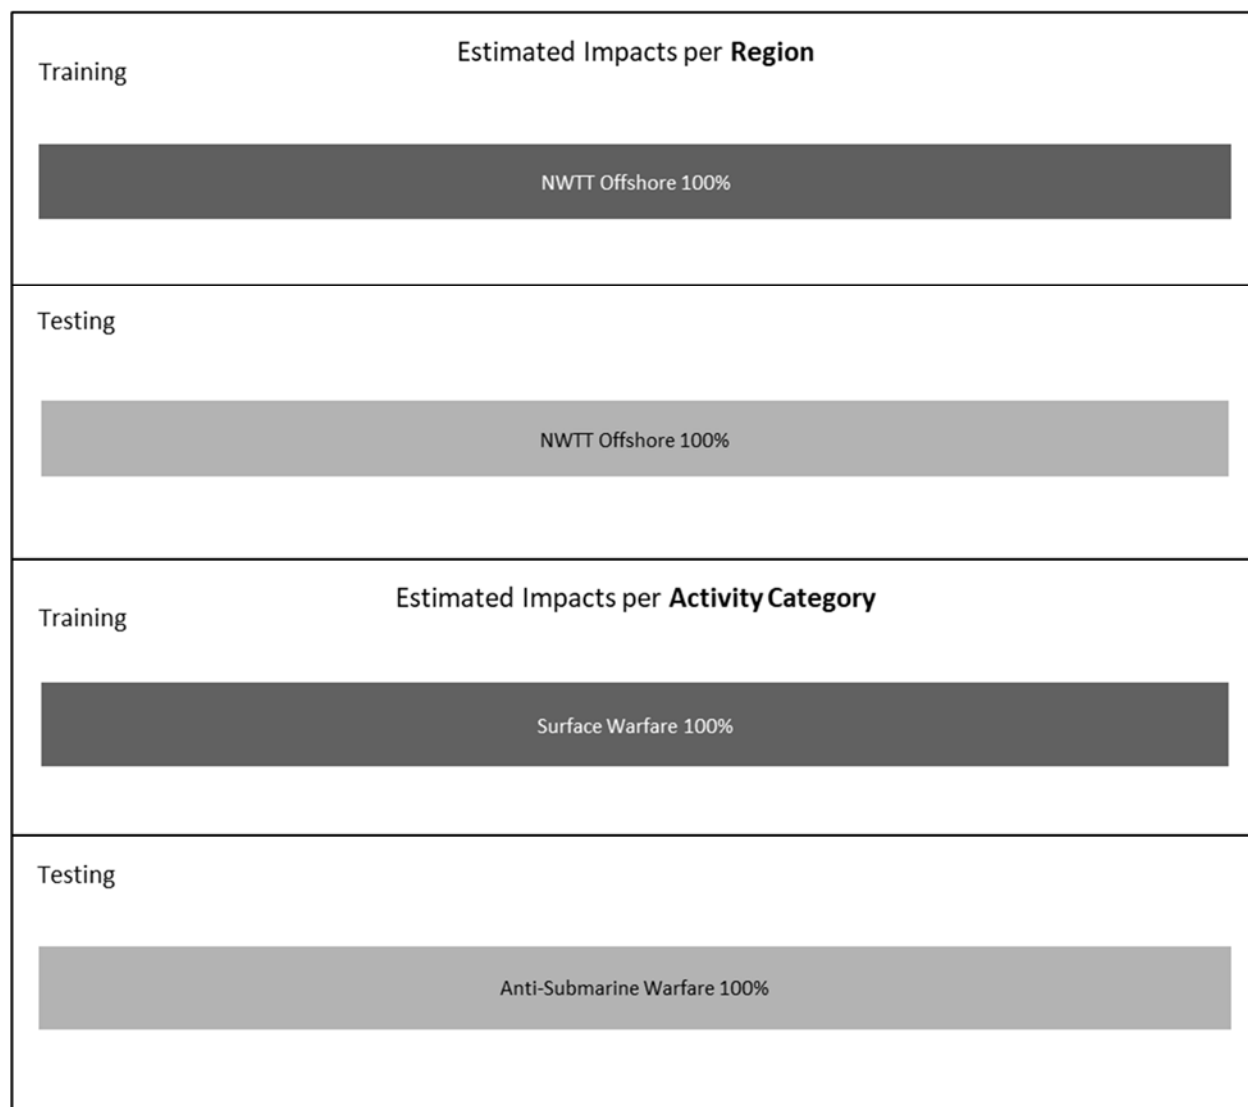 Estimated Impacts per Region
Training
NWTT Offshore 100%
Testing
NWTT Offshore 100%
Estimated Impacts per Activity Category
Training
Surface Warfare 100%
Testing
Anti-Submarine Warfare 100%